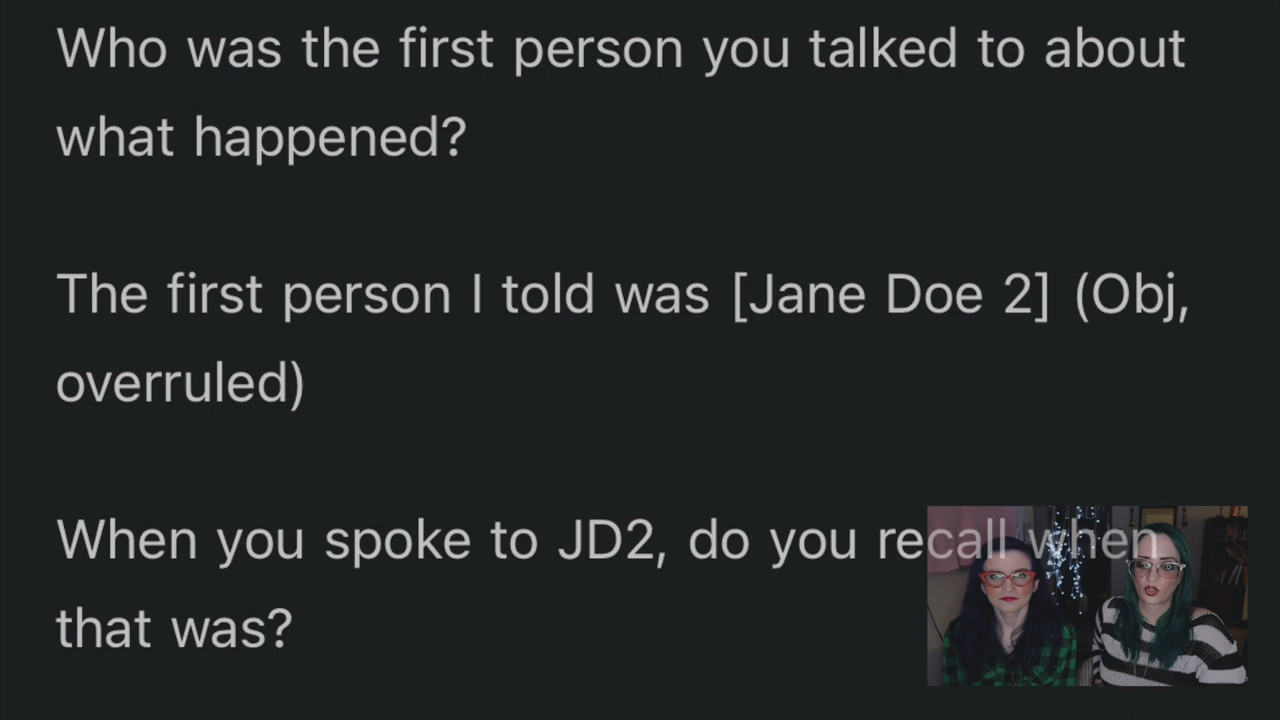 Who was the first person you talked to about
what happened?
The first person I told was [Jane Doe 2] (Obj,
overruled)
When you spoke to JD2, do you recall when
that was?